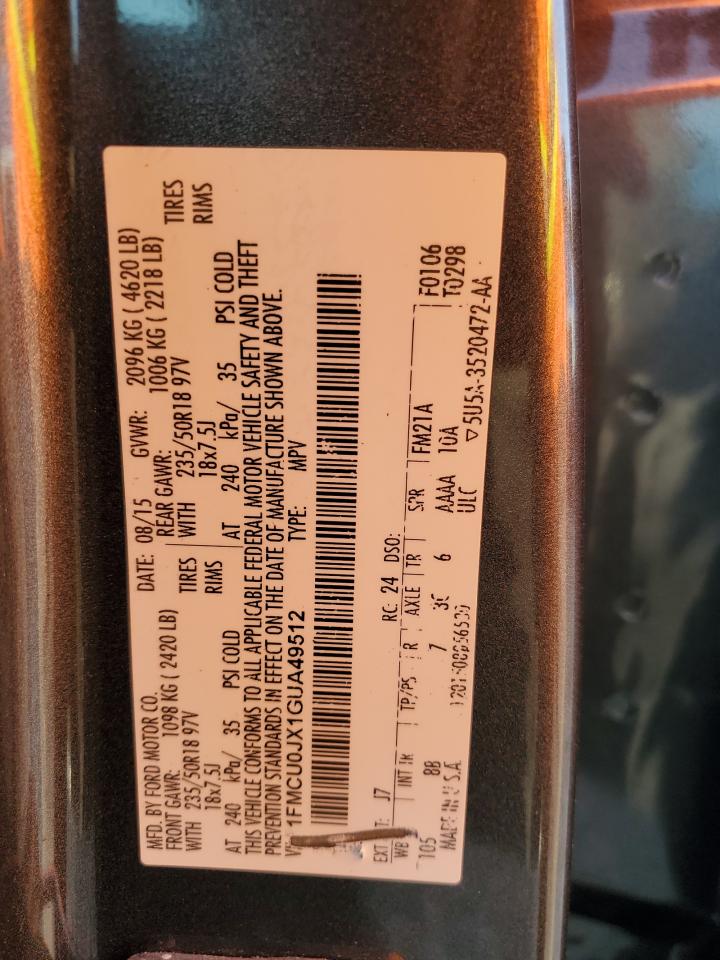 MFD. BY FORD MOTOR CO. DATE: 08/15 GVWR: 2096 KG ( 4620 LB)
FRONT GAWR: 1098 KG ( 2420 LB) REAR GAWR: 1006 KG ( 2218 LB)
WITH 235/50R18 97V TIRES WITH 235/50R18 97V TIRES
18x7.5J RIMS 18x7.5J RIMS
AT 240 kPa/ 35 PSI COLD AT 240 kPa/ 35 PSI COLD
THIS VEHICLE CONFORMS TO ALL APPLICABLE FEDERAL MOTOR VEHICLE SAFETY AND THEFT
PREVENTION STANDARDS IN EFFECT ON THE DATE OF MANUFACTURE SHOWN ABOVE.
1FMCU0JX1GUA49512 TYPE: MPV
EXT J7 RC: 24 DSO: F0106
WB INT TR TP/PS R AXLE TR SPR FM21A T0298
105 8B 7 6 AAAA 10A
MADE IN U.S.A. ULC ▽5U5A-3520472-AA